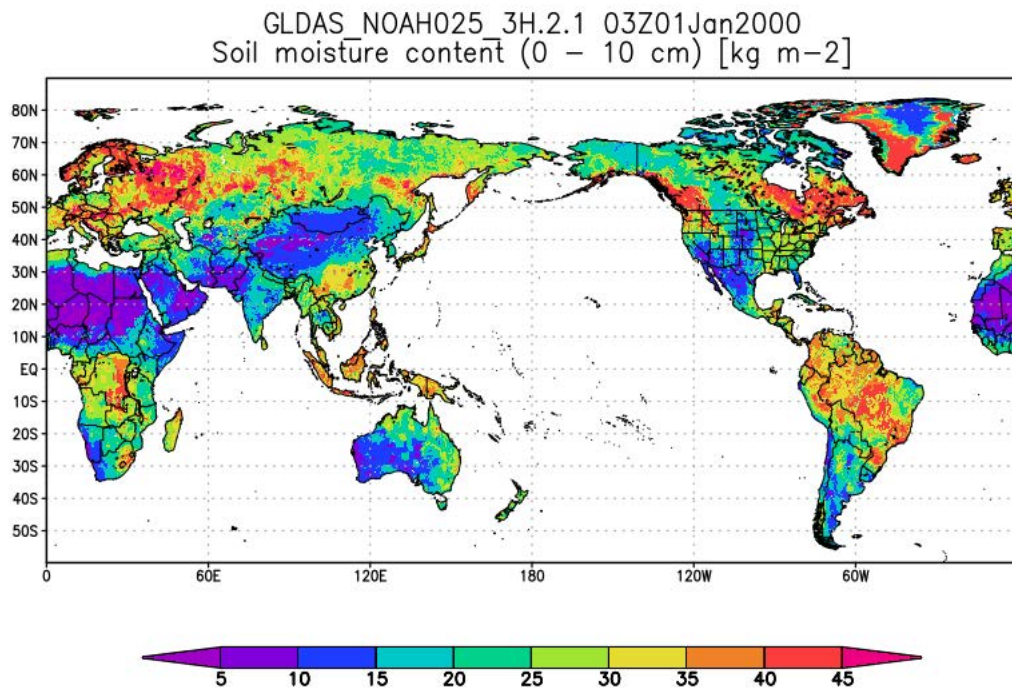 GLDAS_NOAH025_3H.2.1 03Z01Jan2000
Soil moisture content (0 – 10 cm) [kg m-2]
80N
70N
60N
50N
40N
30N
20N
10N
EQ
10S
20S
30S
40S
50S
0 60E 120E 180 120W 60W
5 10 15 20 25 30 35 40 45